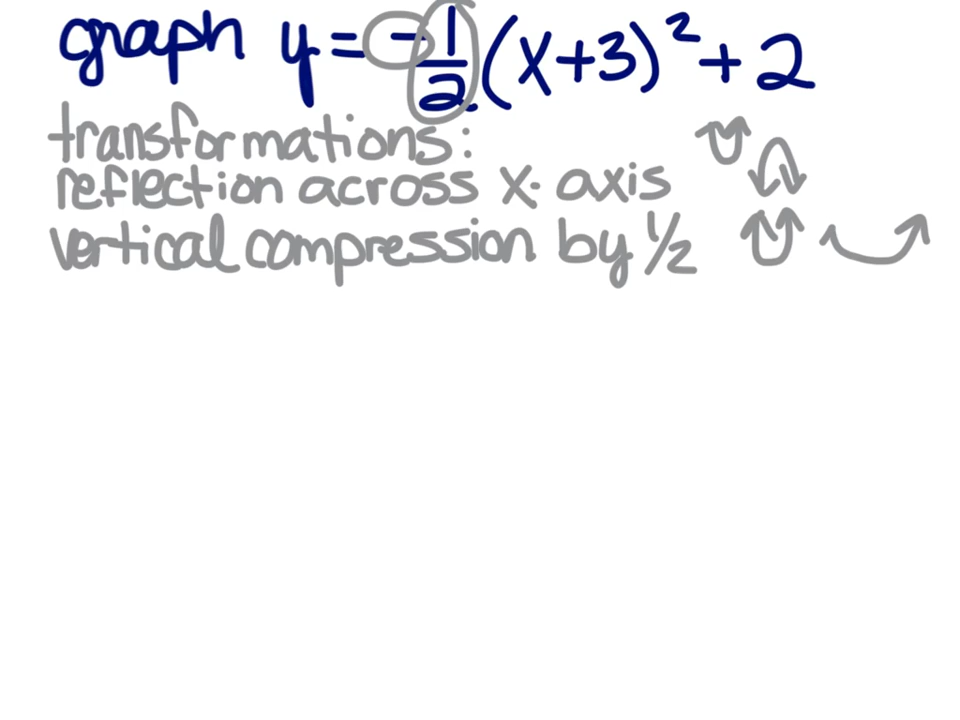 graph y = -1/2(x+3)² + 2
transformations:
reflection across x-axis
vertical compression by 1/2